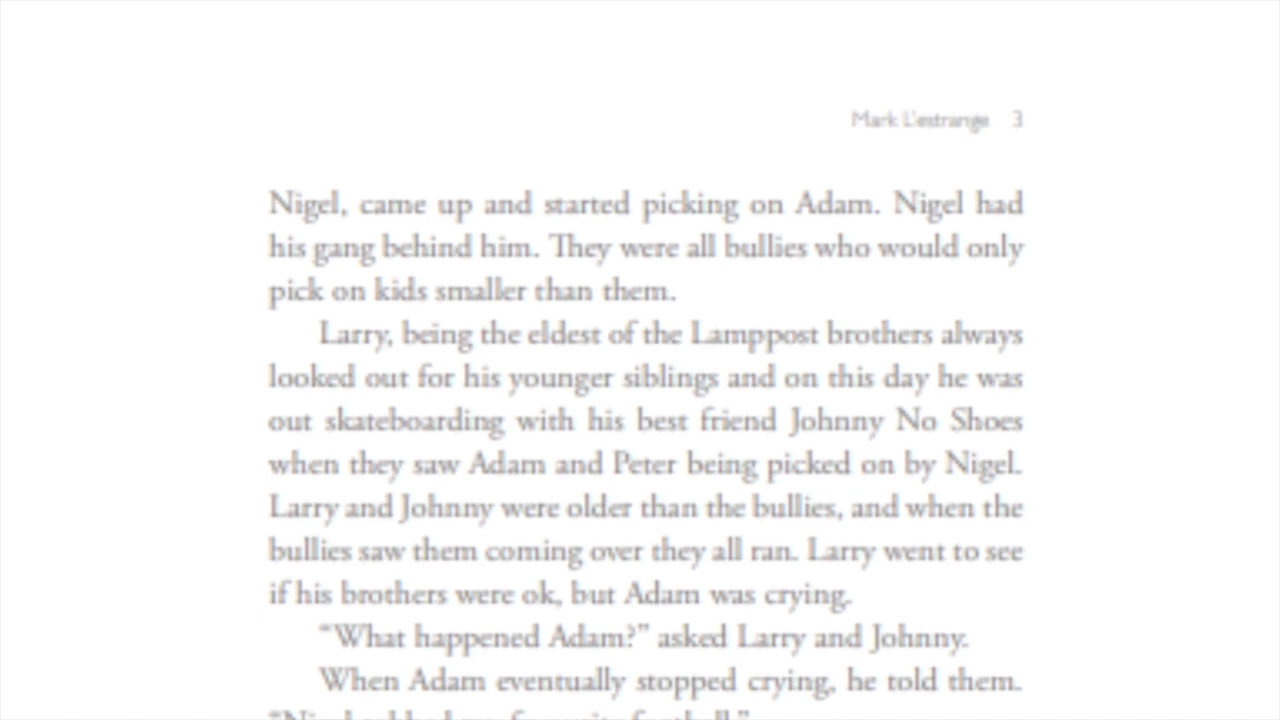 Mark L'estrange 3
Nigel, came up and started picking on Adam. Nigel had
his gang behind him. They were all bullies who would only
pick on kids smaller than them.
Larry, being the eldest of the Lamppost brothers always
looked out for his younger siblings and on this day he was
out skateboarding with his best friend Johnny No Shoes
when they saw Adam and Peter being picked on by Nigel.
Larry and Johnny were older than the bullies, and when the
bullies saw them coming over they all ran. Larry went to see
if his brothers were ok, but Adam was crying.
“What happened Adam?” asked Larry and Johnny.
When Adam eventually stopped crying, he told them.
“Nigel